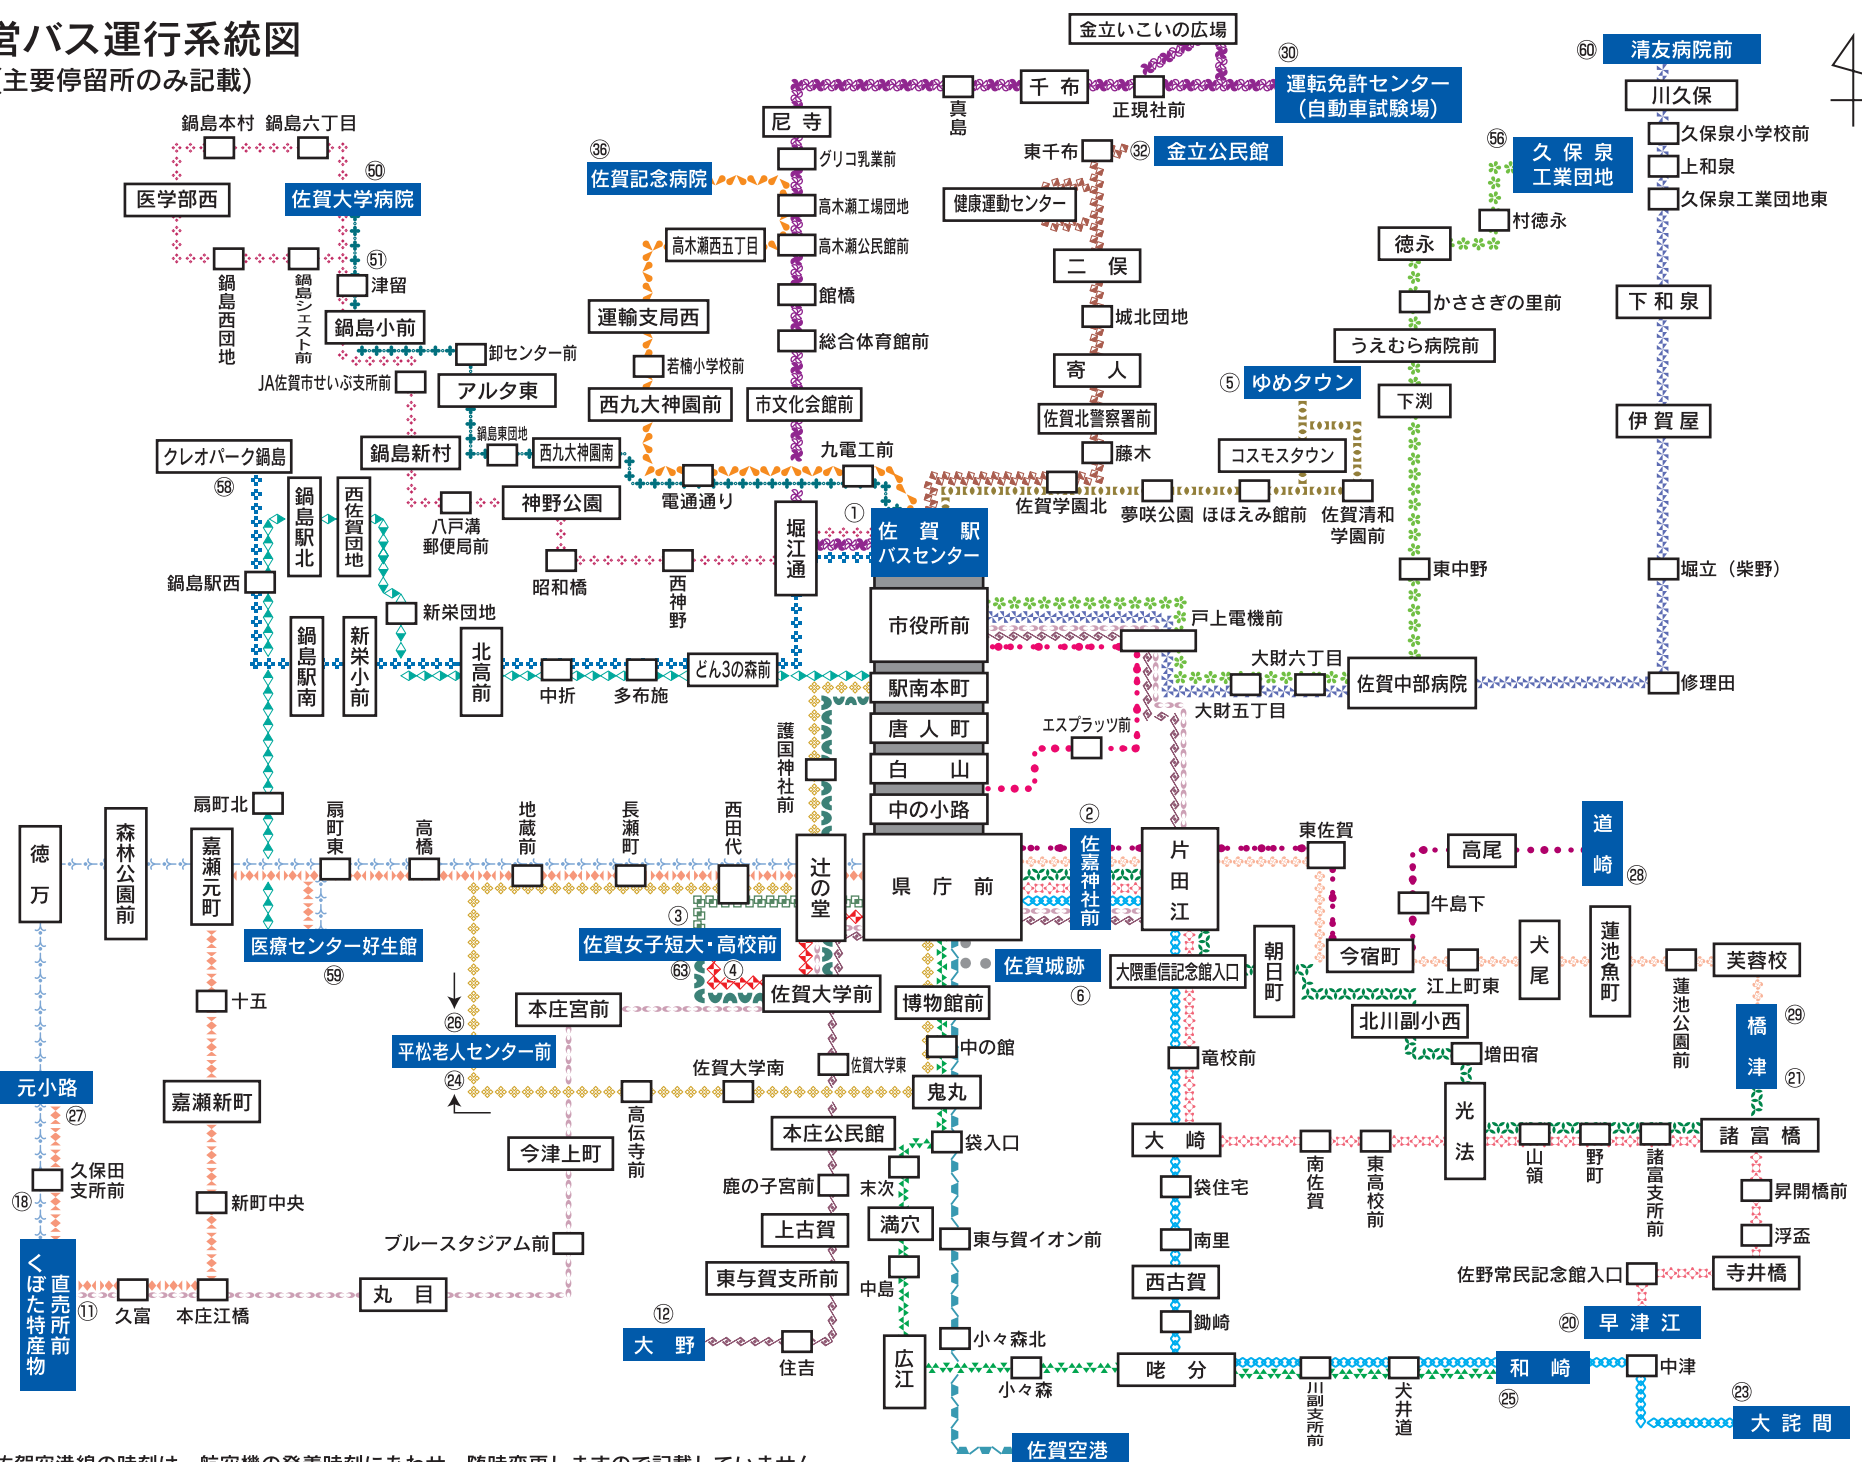 営バス運行系統図
（主要停留所のみ記載）
金立いこいの広場
㉚
運転免許センター
(自動車試験場)
正現社前
千布
真島
尼寺
グリコ乳業前
高木瀬工場団地
高木瀬公民館前
館橋
総合体育館前
市文化会館前
㊱
佐賀記念病院
高木瀬西五丁目
運輸支局西
若楠小学校前
西九大神園前
九電工前
電通通り
東千布
㉜
金立公民館
健康運動センター
二俣
城北団地
寄人
佐賀北警察署前
藤木
佐賀学園北
夢咲公園
ほほえみ館前
佐賀清和
学園前
⑤
ゆめタウン
コスモスタウン
56
久保泉
工業団地
村徳永
徳永
かささぎの里前
うえむら病院前
下渕
東中野
60
清友病院前
川久保
久保泉小学校前
上和泉
久保泉工業団地東
下和泉
伊賀屋
堀立（柴野）
修理田
鍋島本村
鍋島六丁目
㊿
佐賀大学病院
医学部西
鍋島西団地
鍋島シェスト前
51
津留
鍋島小前
卸センター前
JA佐賀市せいぶ支所前
アルタ東
鍋島新村
鍋島東団地
西九大神園南
八戸溝
郵便局前
神野公園
昭和橋
西神野
堀江通
クレオパーク鍋島
58
鍋島駅北
西佐賀団地
鍋島駅西
新栄団地
鍋島駅南
新栄小前
北高前
中折
多布施
どん3の森前
①
佐賀駅
バスセンター
市役所前
駅南本町
唐人町
白山
中の小路
県庁前
戸上電機前
大財六丁目
大財五丁目
佐賀中部病院
エスプラッツ前
護国神社前
扇町北
徳万
森林公園前
嘉瀬元町
扇町東
高橋
地蔵前
長瀬町
西田代
辻の堂
医療センター好生館
59
③
佐賀女子短大・高校前
63
④
佐賀大学前
本庄宮前
㉖
平松老人センター前
㉔
高伝寺前
佐賀大学南
佐賀大学東
博物館前
中の館
鬼丸
②
佐嘉神社前
佐賀城跡
⑥
片田江
東佐賀
高尾
道崎
㉘
牛島下
今宿町
江上町東
犬尾
蓮池魚町
蓮池公園前
芙蓉校
㉙
橋津
㉑
朝日町
大隈重信記念館入口
北川副小西
増田宿
光法
竜校前
大崎
南佐賀
東高校前
山領
野町
諸富支所前
諸富橋
昇開橋前
浮盃
寺井橋
佐野常民記念館入口
⑳
早津江
袋住宅
南里
西古賀
鋤崎
咾分
川副支所前
犬井道
和崎
㉕
中津
㉓
大詫間
元小路
㉗
久保田
支所前
⑱
くぼた特産物
直売所前
⑪
久富
本庄江橋
十五
嘉瀬新町
新町中央
丸目
ブルースタジアム前
今津上町
本庄公民館
鹿の子宮前
上古賀
東与賀支所前
⑫
大野
住吉
袋入口
末次
満穴
中島
広江
東与賀イオン前
小々森北
小々森
佐賀空港